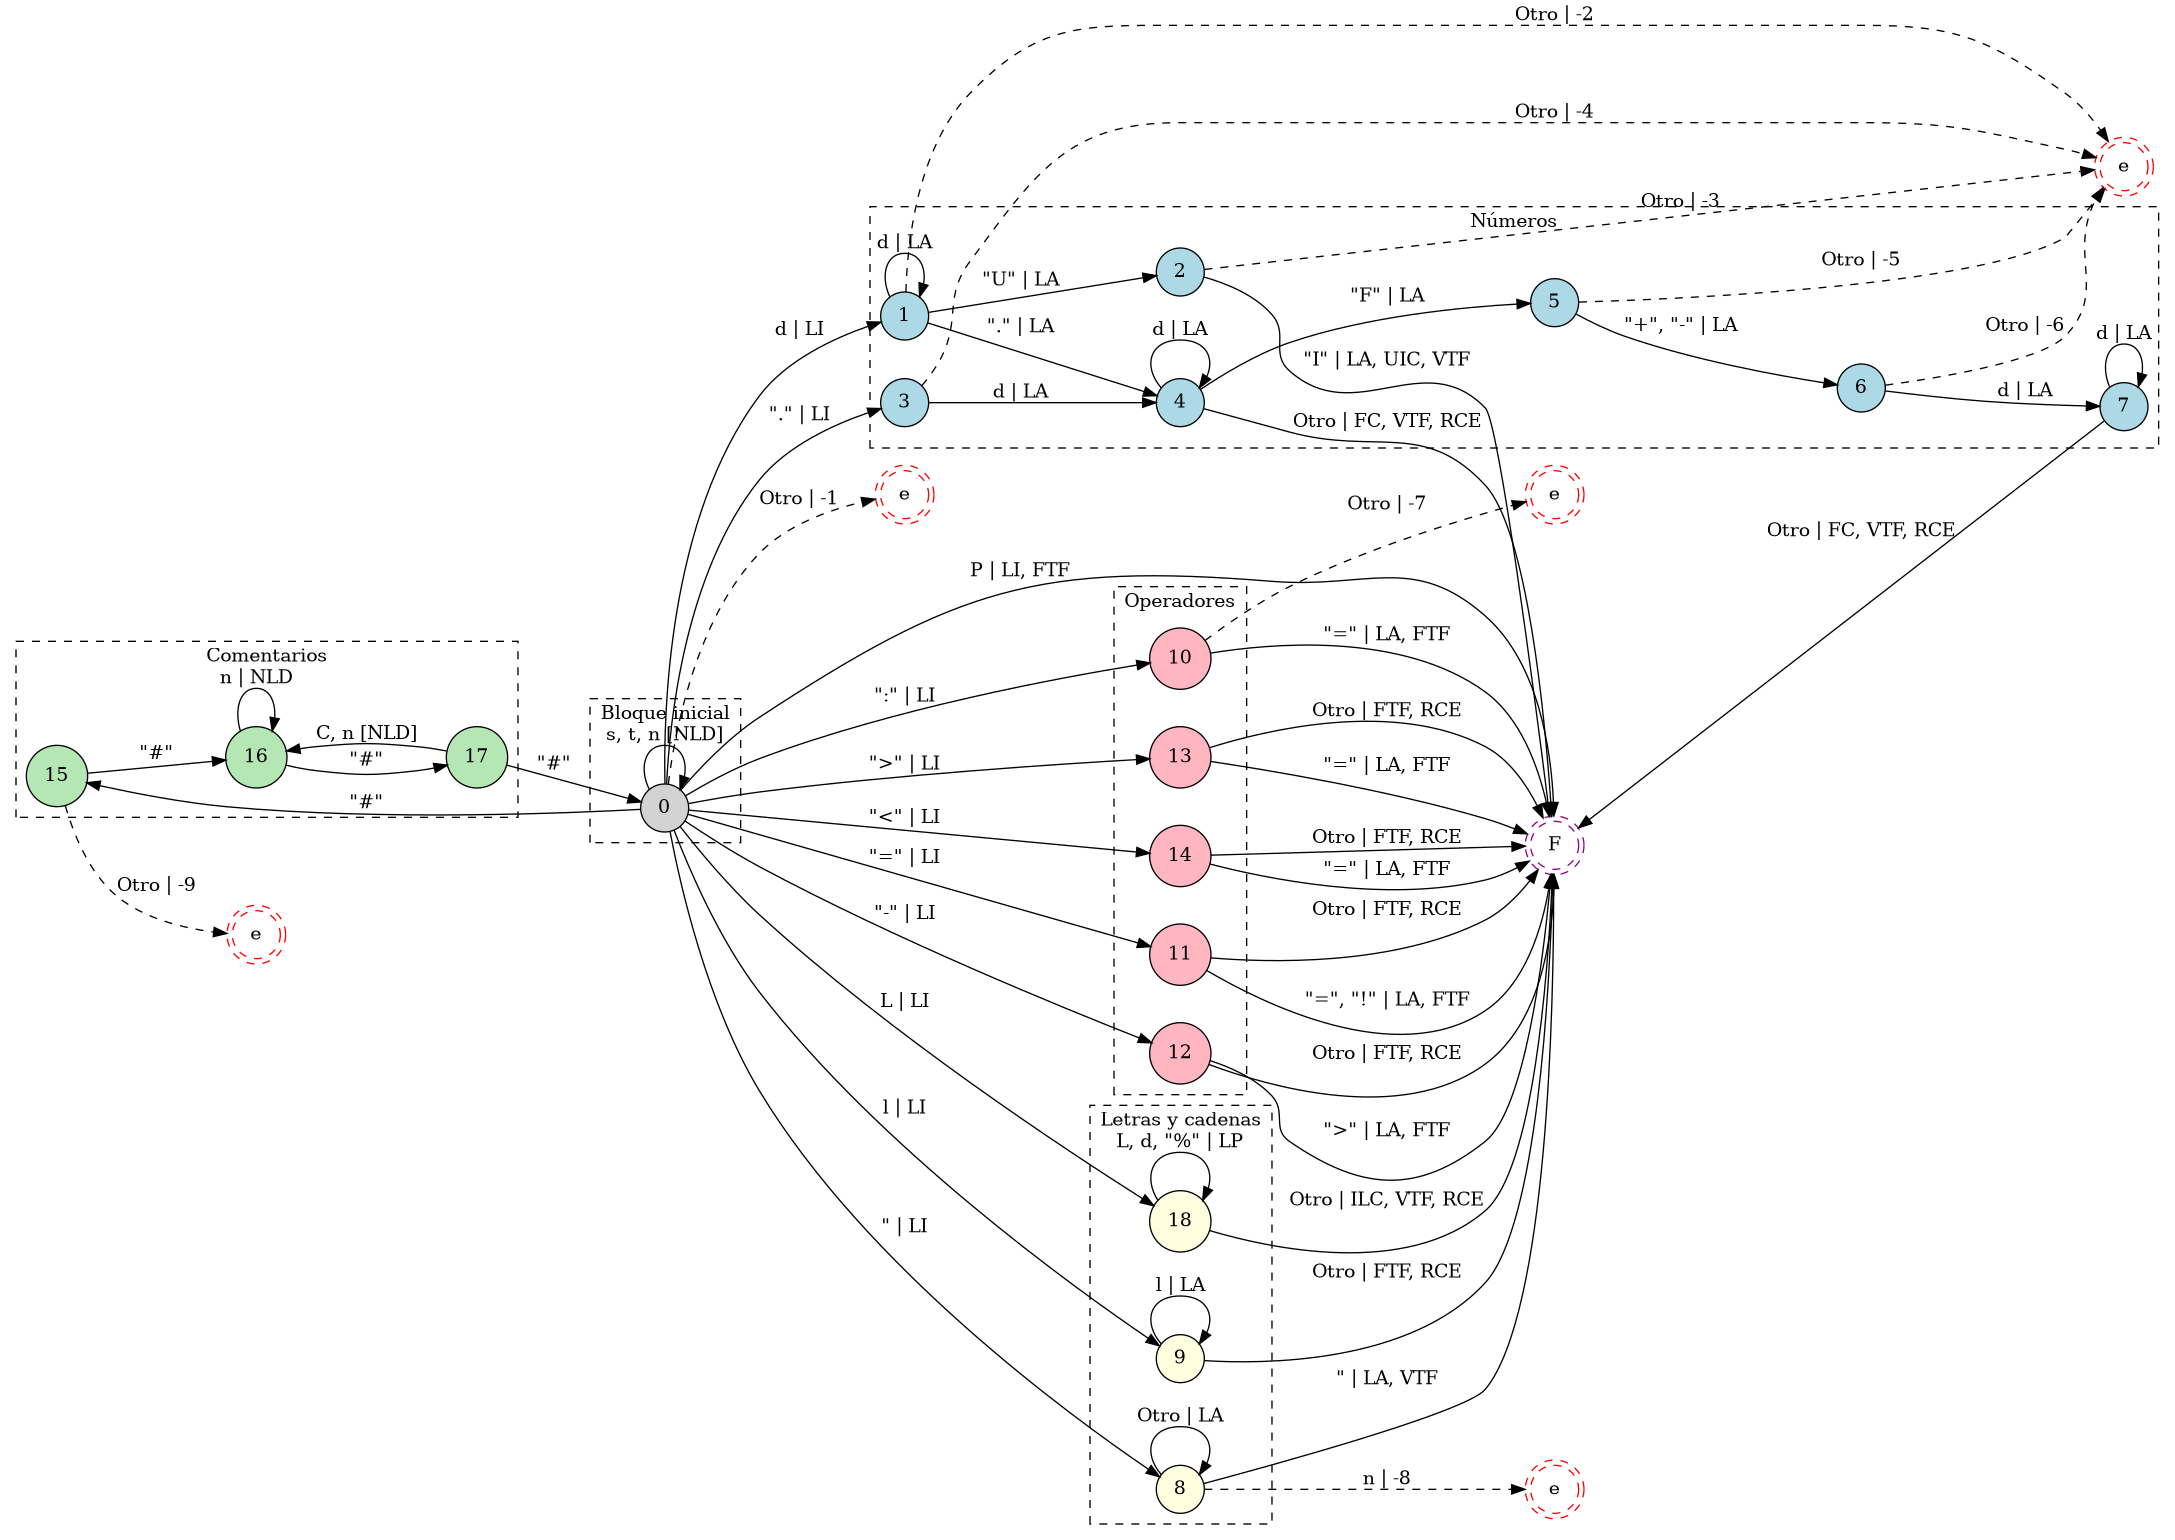 Otro | -2
Otro | -4
e
Otro | -3
Números
d | LA
2
"U" | LA
Otro | -5
5
1
"F" | LA
"+", "-" | LA
Otro | -6
d | LA
d | LI
"." | LA
d | LA
"I" | LA, UIC, VTF
6
7
3
d | LA
4
d | LA
"." | LI
Otro | FC, VTF, RCE
Otro | -1
e
Otro | -7
e
Otro | FC, VTF, RCE
P | LI, FTF
Operadores
"=" | LA, FTF
10
Comentarios
n | NLD
":" | LI
Bloque inicial
s, t, n [NLD]
Otro | FTF, RCE
C, n [NLD]
"#"
16
"#"
17
"#"
">" | LI
13
"=" | LA, FTF
15
"#"
0
"<" | LI
Otro | FTF, RCE
F
14
"=" | LA, FTF
"=" | LI
Otro | -9
e
"-" | LI
Otro | FTF, RCE
11
L | LI
"=", "!" | LA, FTF
12
Otro | FTF, RCE
l | LI
Letras y cadenas
L, d, "%" | LP
">" | LA, FTF
18
Otro | ILC, VTF, RCE
" | LI
Otro | FTF, RCE
l | LA
9
" | LA, VTF
Otro | LA
8
n | -8
e